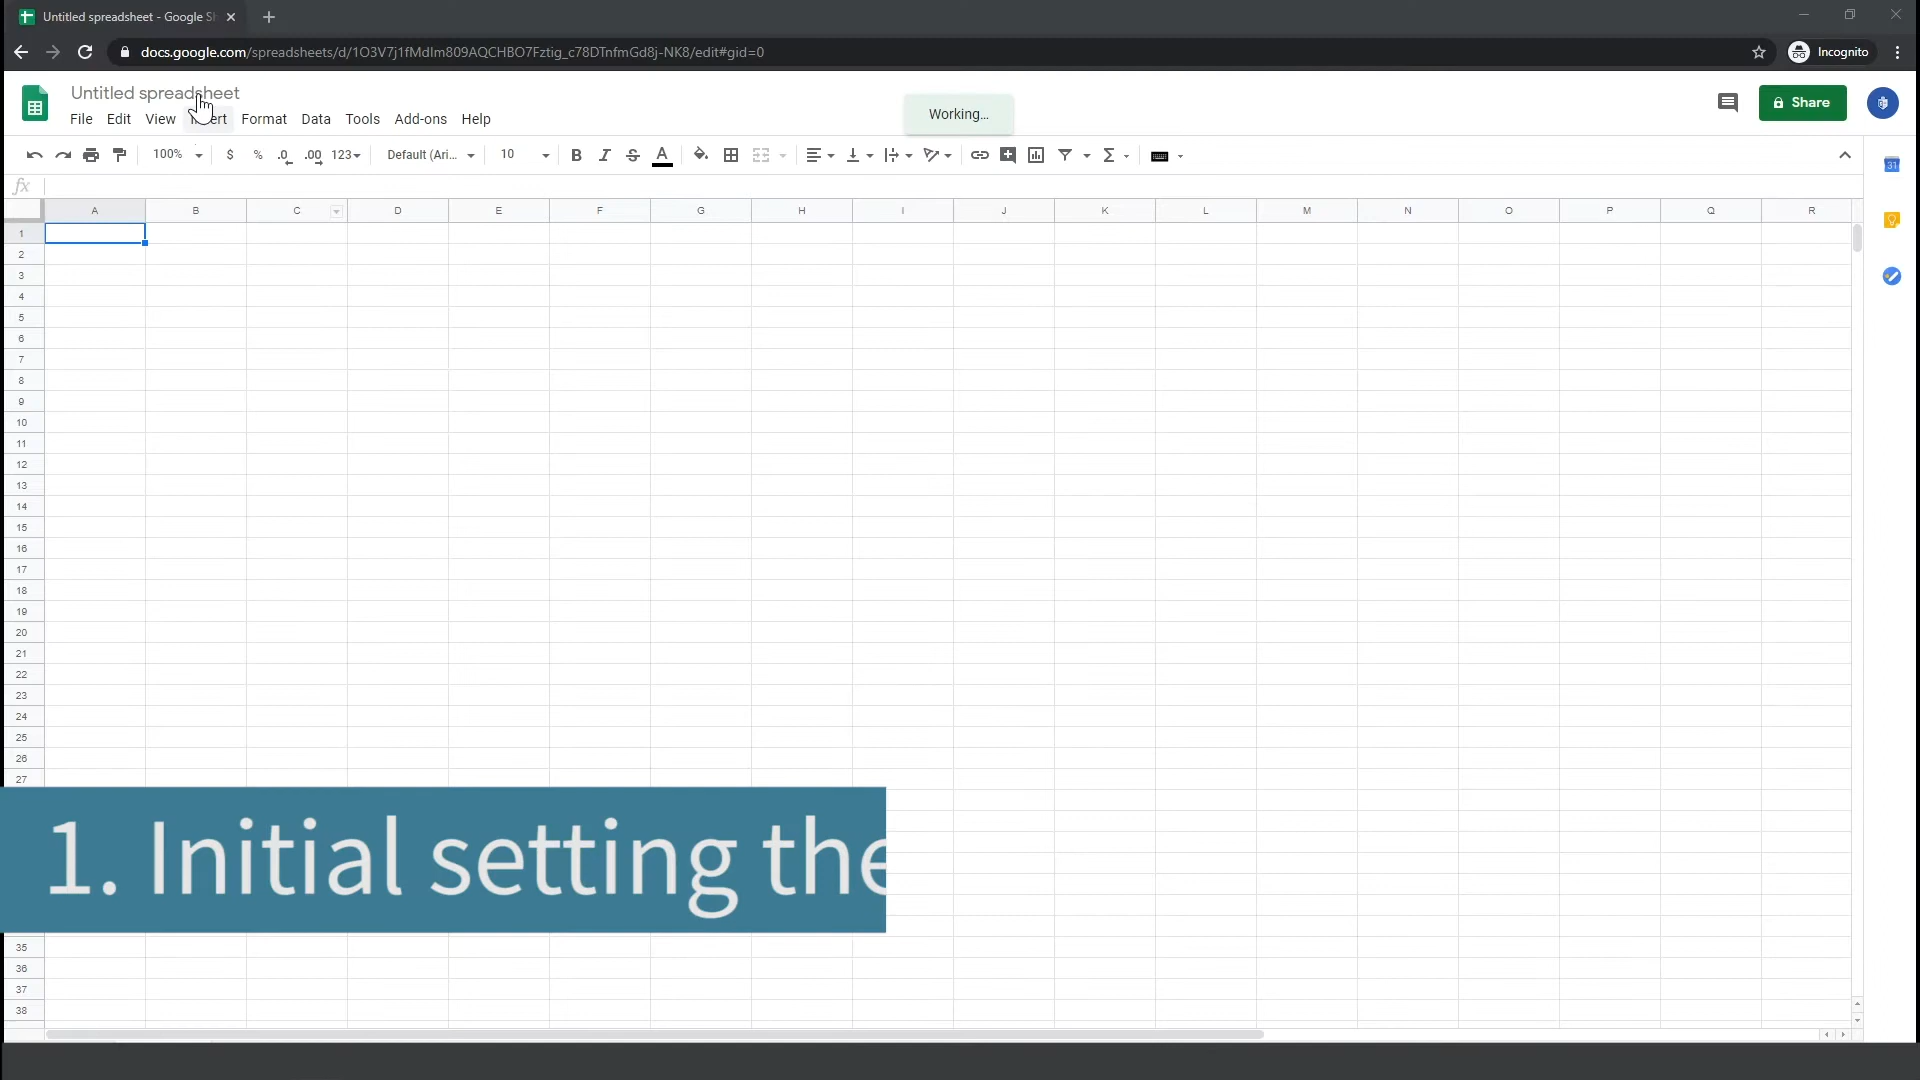 Untitled spreadsheet - Google Sh
docs.google.com/spreadsheets/d/1O3V7j1fMdIm809AQCHBO7Fztig_c78DTnfmGd8j-NK8/edit#gid=0
Incognito
Untitled spreadsheet
File Edit View Insert Format Data Tools Add-ons Help
Working...
Share
100% $ % .0 .00 123 Default (Ari... 10 B I S A Σ
31
fx
A B C D E F G H I J K L M N O P Q R
1
2
3
4
5
6
7
8
9
10
11
12
13
14
15
16
17
18
19
20
21
22
23
24
25
26
27
1. Initial setting the
35
36
37
38